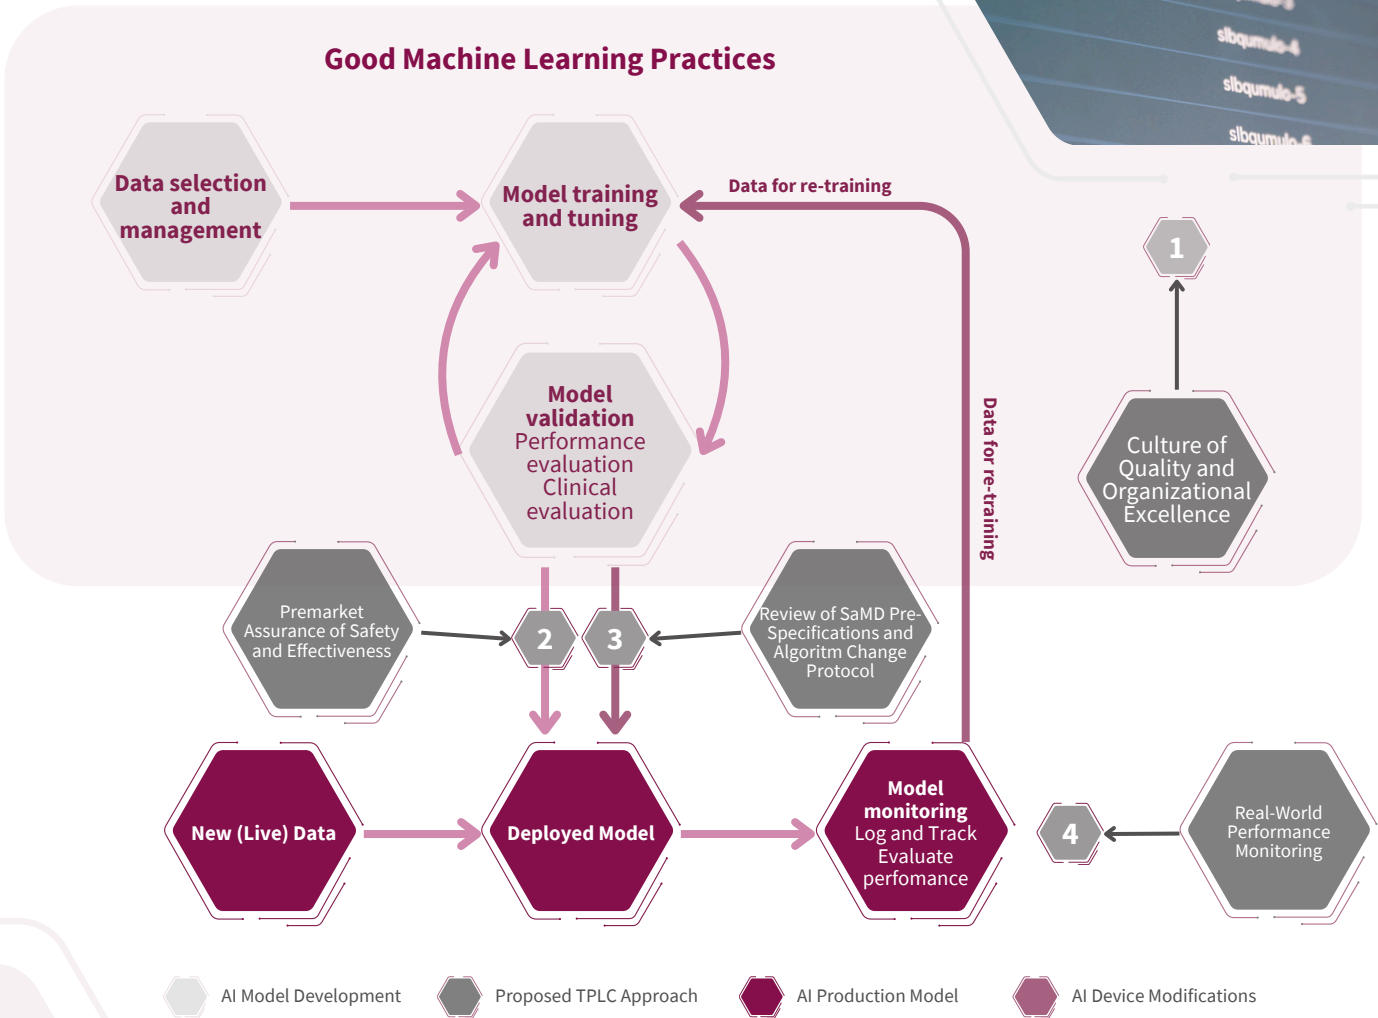 slbqumulo-4
slbqumulo-5
slbqumulo-6
Good Machine Learning Practices
Data selection
and
management
Model training
and tuning
Data for re-training
1
Model
validation
Performance
evaluation
Clinical
evaluation
Data for re-training
Culture of
Quality and
Organizational
Excellence
Premarket
Assurance of Safety
and Effectiveness
2
3
Review of SaMD Pre-
Specifications and
Algoritm Change
Protocol
New (Live) Data
Deployed Model
Model
monitoring
Log and Track
Evaluate
perfomance
4
Real-World
Performance
Monitoring
AI Model Development
Proposed TPLC Approach
AI Production Model
AI Device Modifications